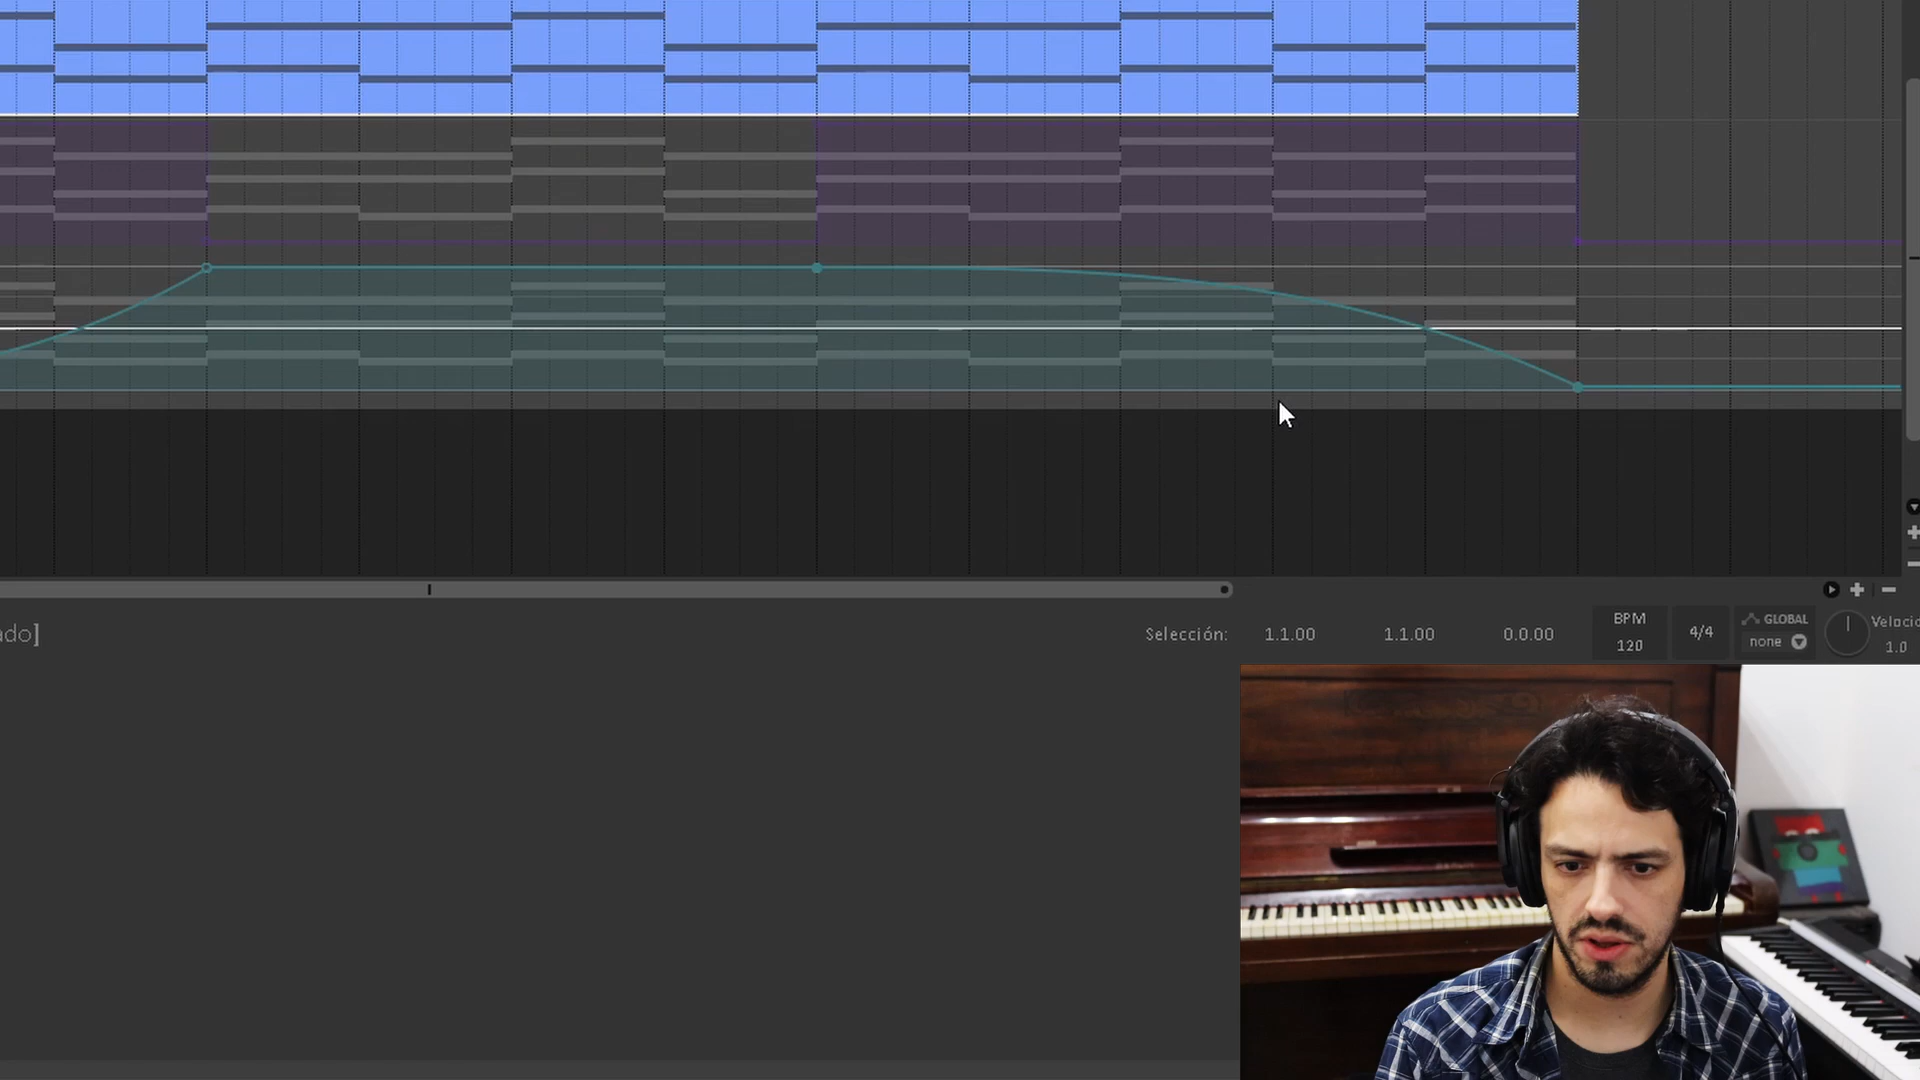 ado]
Selección:
1.1.00
1.1.00
0.0.00
BPM
120
4/4
GLOBAL
none
Velocid
1.0